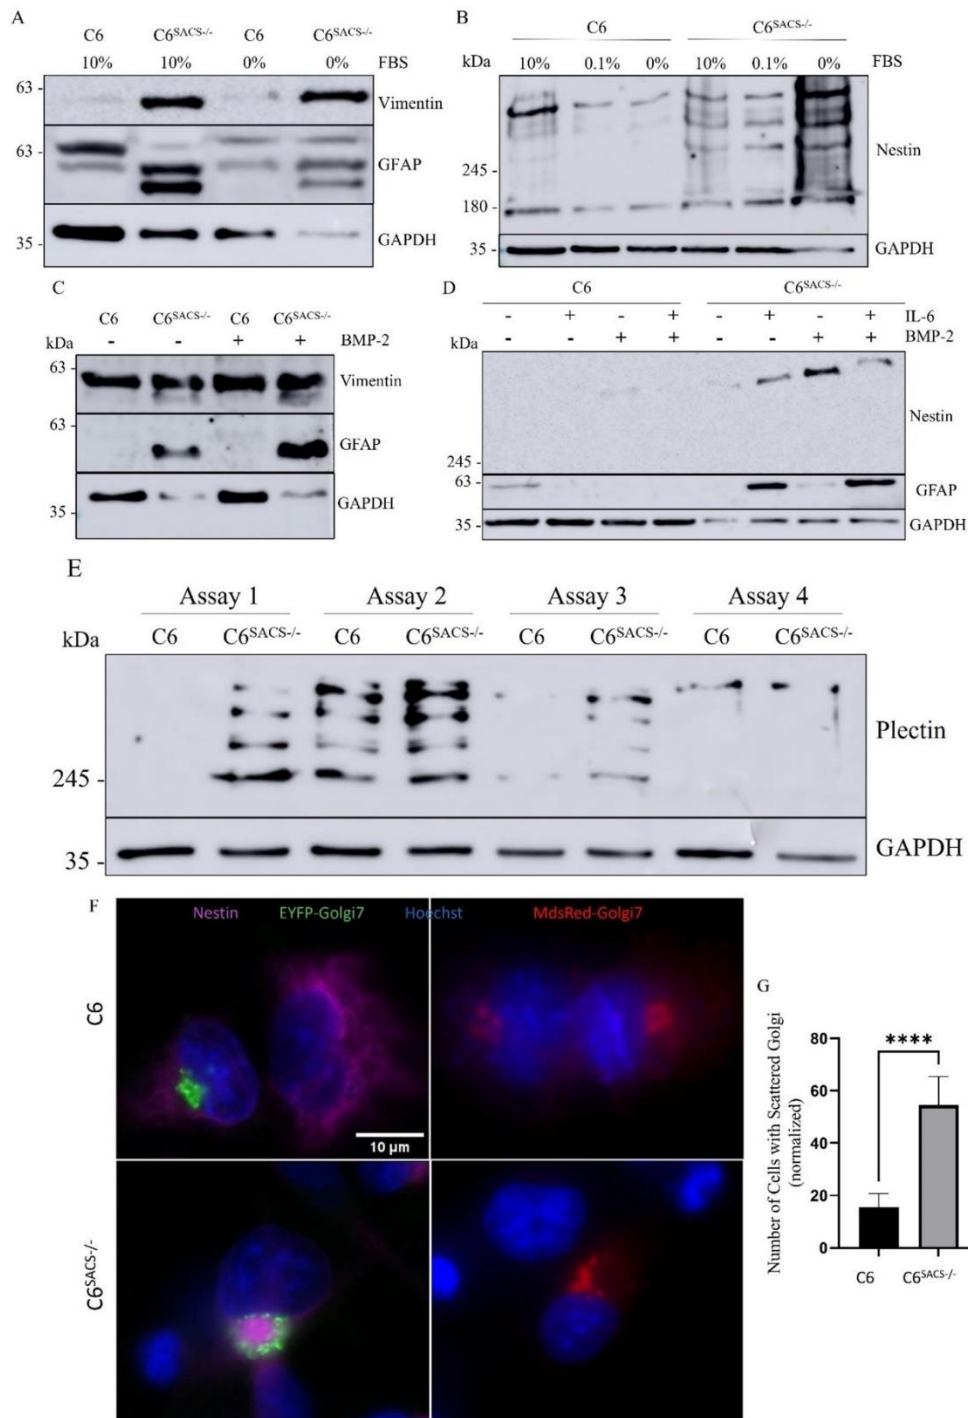 A
C6 C6SACS-/- C6 C6SACS-/-
10% 10% 0% 0% FBS
63 - Vimentin
63 - GFAP
35 - GAPDH
B
C6 C6SACS-/-
kDa 10% 0.1% 0% 10% 0.1% 0% FBS
Nestin
245 -
180 -
35 - GAPDH
C
C6 C6SACS-/- C6 C6SACS-/-
kDa - - + + BMP-2
63 - Vimentin
63 - GFAP
35 - GAPDH
D
C6 C6SACS-/-
- + - + - + - + IL-6
kDa - - + + - - + + BMP-2
Nestin
245 -
63 - GFAP
35 - GAPDH
E
Assay 1 Assay 2 Assay 3 Assay 4
kDa C6 C6SACS-/- C6 C6SACS-/- C6 C6SACS-/- C6 C6SACS-/-
Plectin
245 -
35 - GAPDH
F
Nestin EYFP-Golgi7 Hoechst MdsRed-Golgi7
C6
10 µm
C6SACS-/-
G
Number of Cells with Scattered Golgi
(normalized)
80
60
40
20
0
****
C6 C6SACS-/-